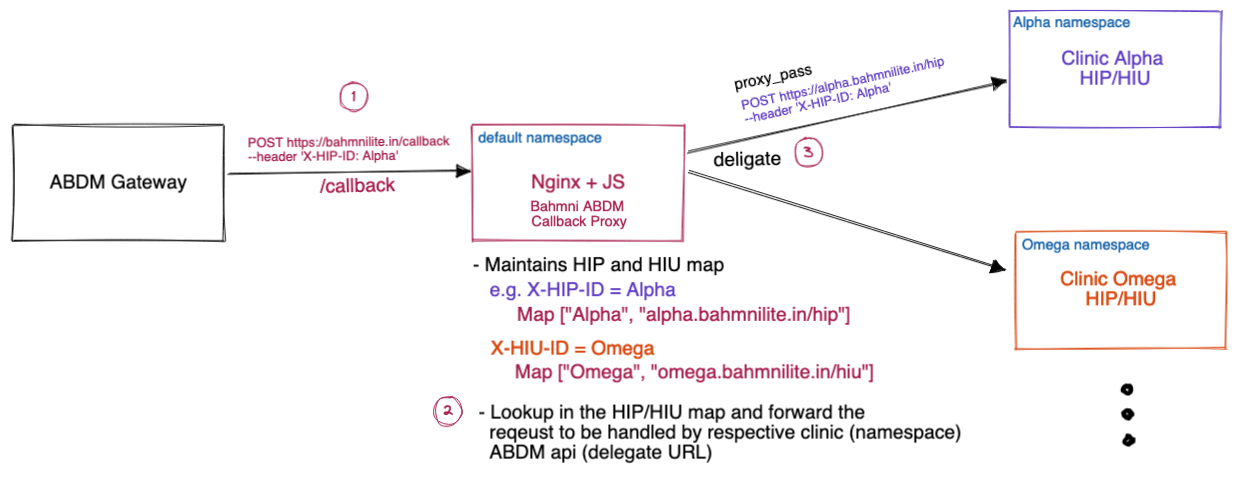 Alpha namespace
Clinic Alpha
HIP/HIU
proxy_pass
POST https://alpha.bahmnilite.in/hip
--header 'X-HIP-ID: Alpha'
1
POST https://bahmnilite.in/callback
--header 'X-HIP-ID: Alpha'
/callback
ABDM Gateway
default namespace
Nginx + JS
Bahmni ABDM
Callback Proxy
deligate
3
Omega namespace
Clinic Omega
HIP/HIU
- Maintains HIP and HIU map
e.g. X-HIP-ID = Alpha
Map ["Alpha", "alpha.bahmnilite.in/hip"]
X-HIU-ID = Omega
Map ["Omega", "omega.bahmnilite.in/hiu"]
2
- Lookup in the HIP/HIU map and forward the
reqeust to be handled by respective clinic (namespace)
ABDM api (delegate URL)